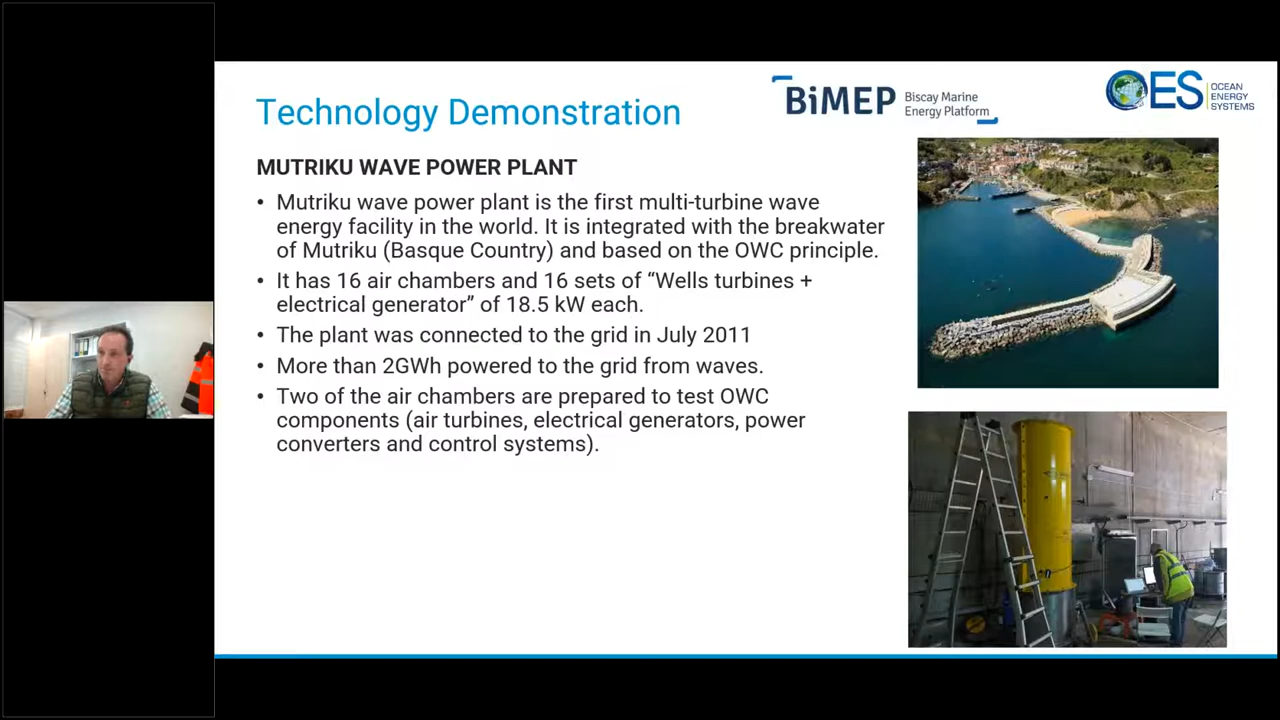 Technology Demonstration
BiMEP Biscay Marine
Energy Platform
OES OCEAN
ENERGY
SYSTEMS
MUTRIKU WAVE POWER PLANT
• Mutriku wave power plant is the first multi-turbine wave
energy facility in the world. It is integrated with the breakwater
of Mutriku (Basque Country) and based on the OWC principle.
• It has 16 air chambers and 16 sets of “Wells turbines +
electrical generator” of 18.5 kW each.
• The plant was connected to the grid in July 2011
• More than 2GWh powered to the grid from waves.
• Two of the air chambers are prepared to test OWC
components (air turbines, electrical generators, power
converters and control systems).